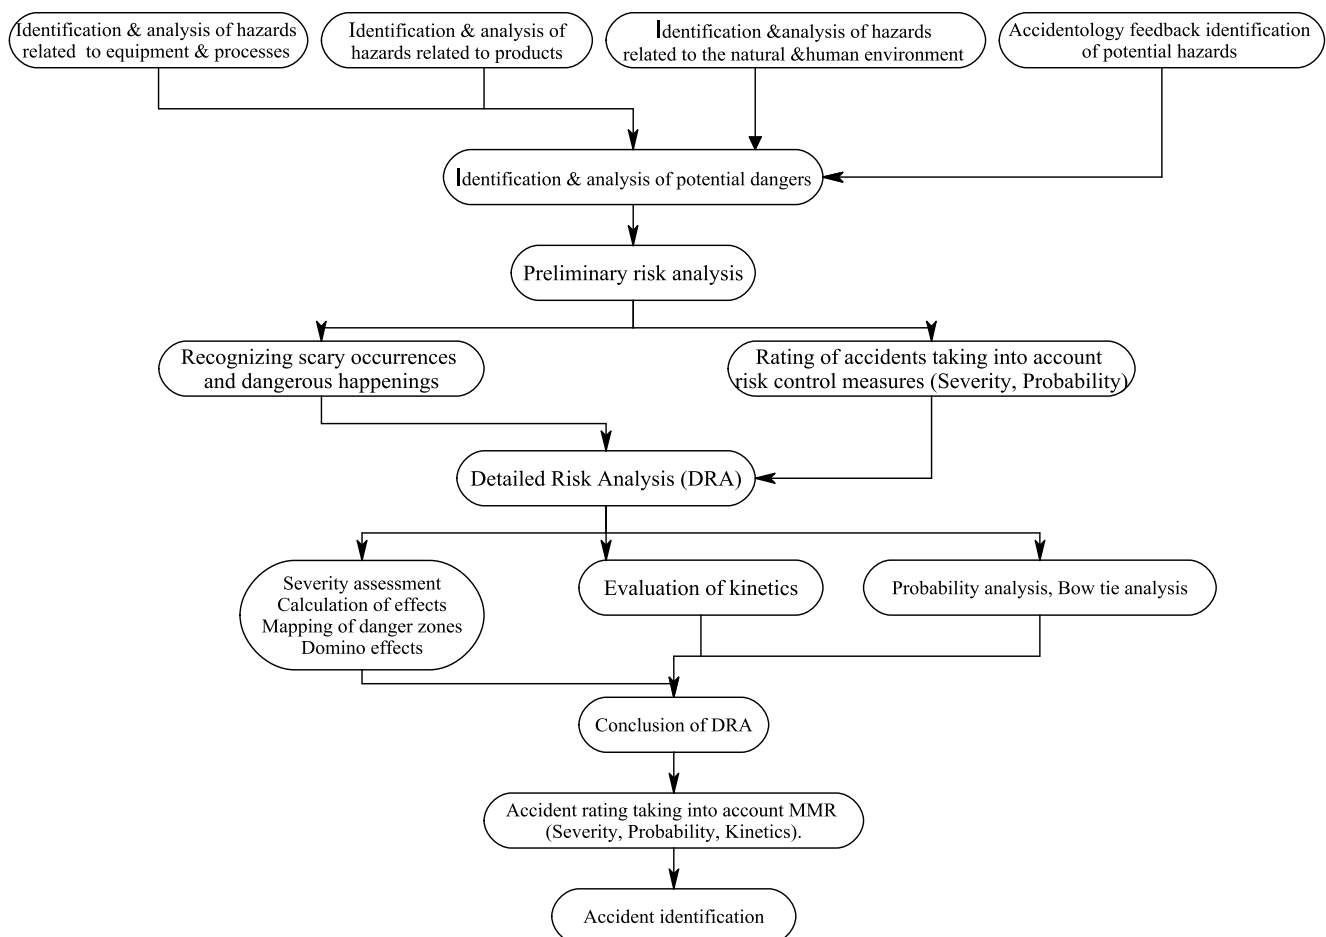 Identification & analysis of hazards
related to equipment & processes
Identification & analysis of
hazards related to products
Identification &analysis of hazards
related to the natural &human environment
Accidentology feedback identification
of potential hazards
Identification & analysis of potential dangers
Preliminary risk analysis
Recognizing scary occurrences
and dangerous happenings
Rating of accidents taking into account
risk control measures (Severity, Probability)
Detailed Risk Analysis (DRA)
Severity assessment
Calculation of effects
Mapping of danger zones
Domino effects
Evaluation of kinetics
Probability analysis, Bow tie analysis
Conclusion of DRA
Accident rating taking into account MMR
(Severity, Probability, Kinetics).
Accident identification